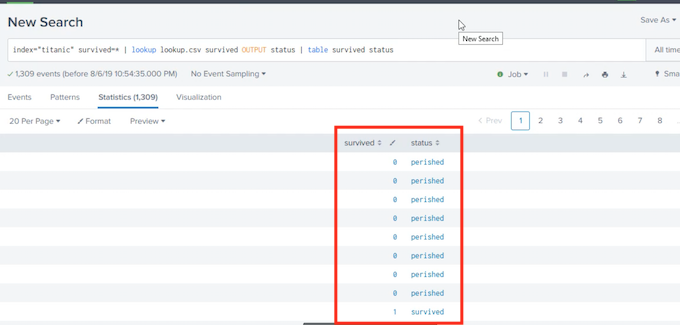 New Search
Save As
New Search
index="titanic" survived=* | lookup lookup.csv survived OUTPUT status | table survived status
All time
1,309 events (before 8/6/19 10:54:35.000 PM)
No Event Sampling
Job
Events
Patterns
Statistics (1,309)
Visualization
20 Per Page
Format
Preview
Prev
1 2 3 4 5 6 7 8
survived status
0 perished
0 perished
0 perished
0 perished
0 perished
0 perished
0 perished
0 perished
1 survived